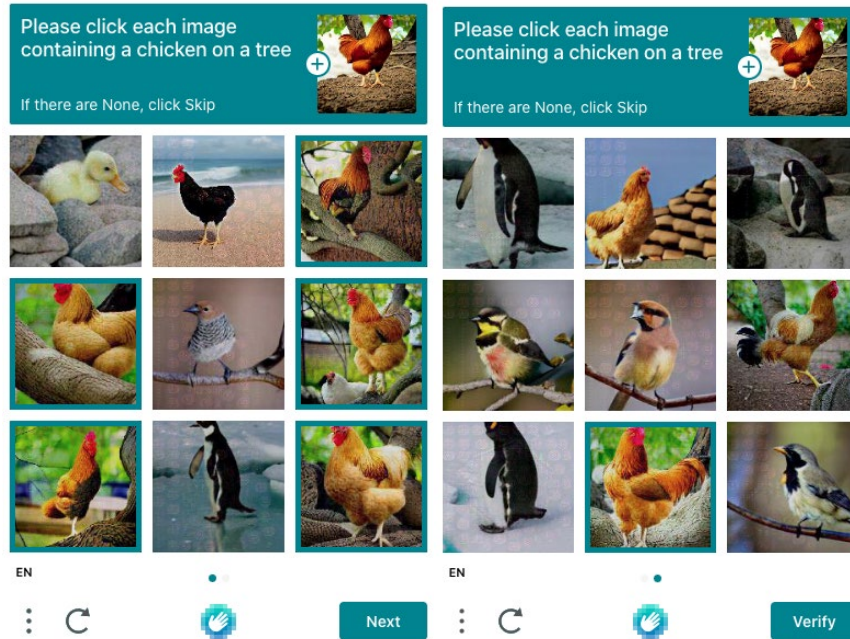 Please click each image
containing a chicken on a tree
If there are None, click Skip
EN
Next
Please click each image
containing a chicken on a tree
If there are None, click Skip
EN
Verify